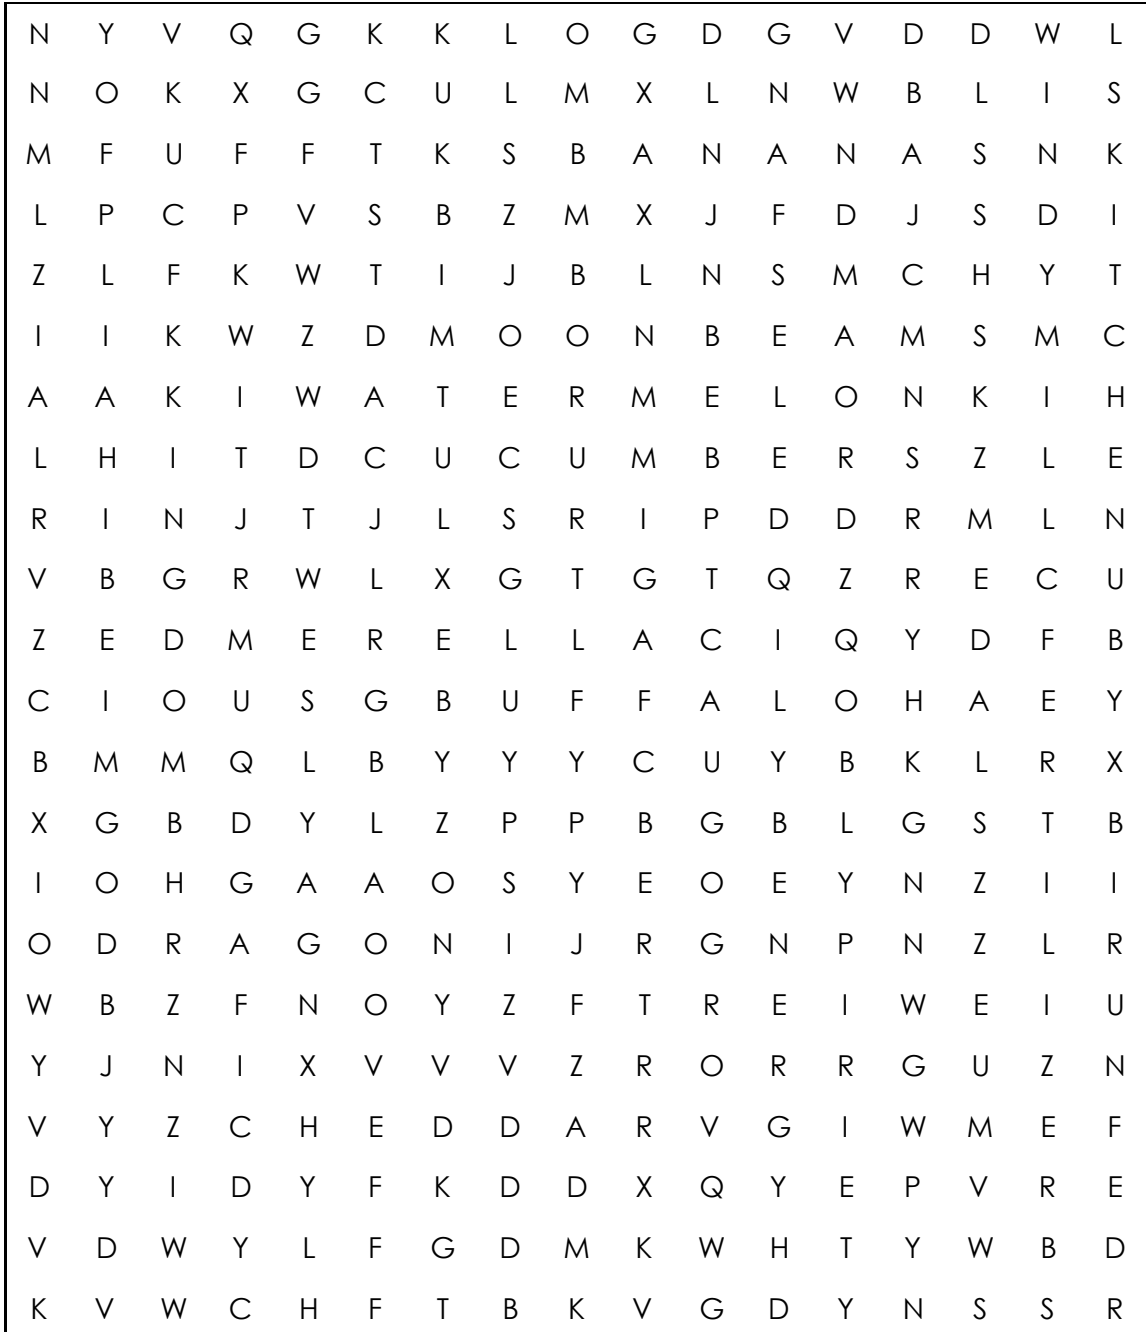 N Y V Q G K K L O G D G V D D W L
N O K X G C U L M X L N W B L I S
M F U F F T K S B A N A N A S N K
L P C P V S B Z M X J F D J S D I
Z L F K W T I J B L N S M C H Y T
I I K W Z D M O O N B E A M S M C
A A K I W A T E R M E L O N K I H
L H I T D C U C U M B E R S Z L E
R I N J T J L S R I P D D R M L N
V B G R W L X G T G T Q Z R E C U
Z E D M E R E L L A C I Q Y D F B
C I O U S G B U F F A L O H A E Y
B M M Q L B Y Y Y C U Y B K L R X
X G B D Y L Z P P B G B L G S T B
I O H G A A O S Y E O E Y N Z I I
O D R A G O N I J R G N P N Z L R
W B Z F N O Y Z F T R E I W E I U
Y J N I X V V V Z R O R R G U Z N
V Y Z C H E D D A R V G I W M E F
D Y I D Y F K D D X Q Y E P V R E
V D W Y L F G D M K W H T Y W B D
K V W C H F T B K V G D Y N S S R